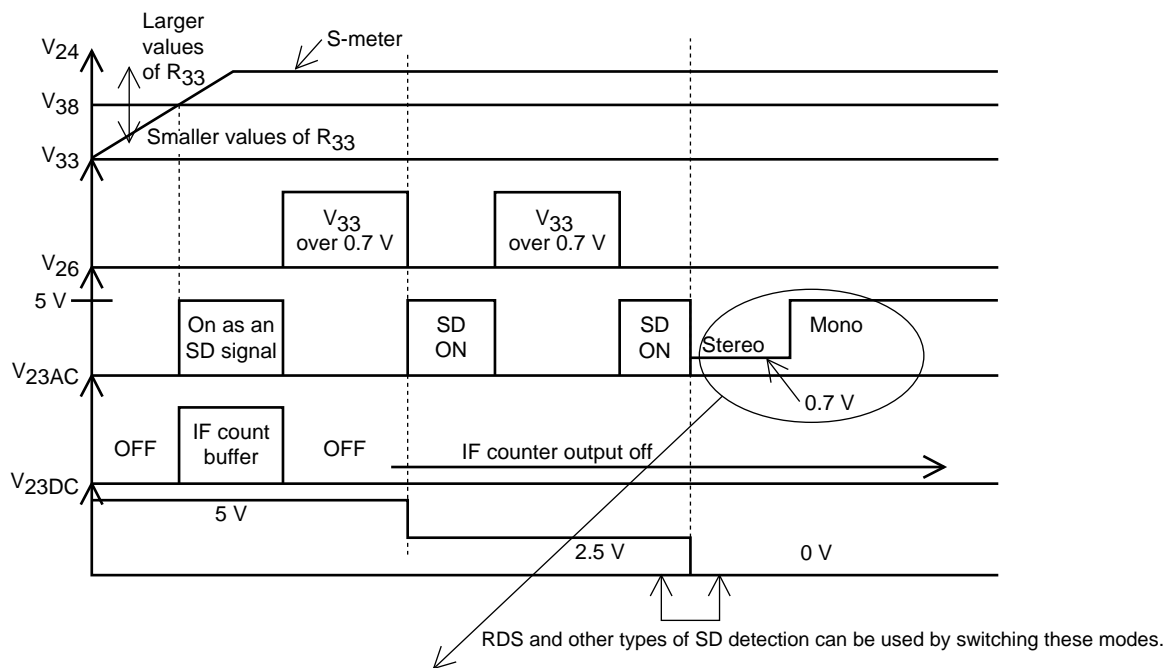 Larger
values
of R33
V24
S-meter
V38
Smaller values of R33
V33
V33
over 0.7 V
V33
over 0.7 V
V26
5 V
On as an
SD signal
SD
ON
SD
ON
Stereo
Mono
V23AC
0.7 V
OFF
IF count
buffer
OFF
IF counter output off
V23DC
5 V
2.5 V
0 V
RDS and other types of SD detection can be used by switching these modes.